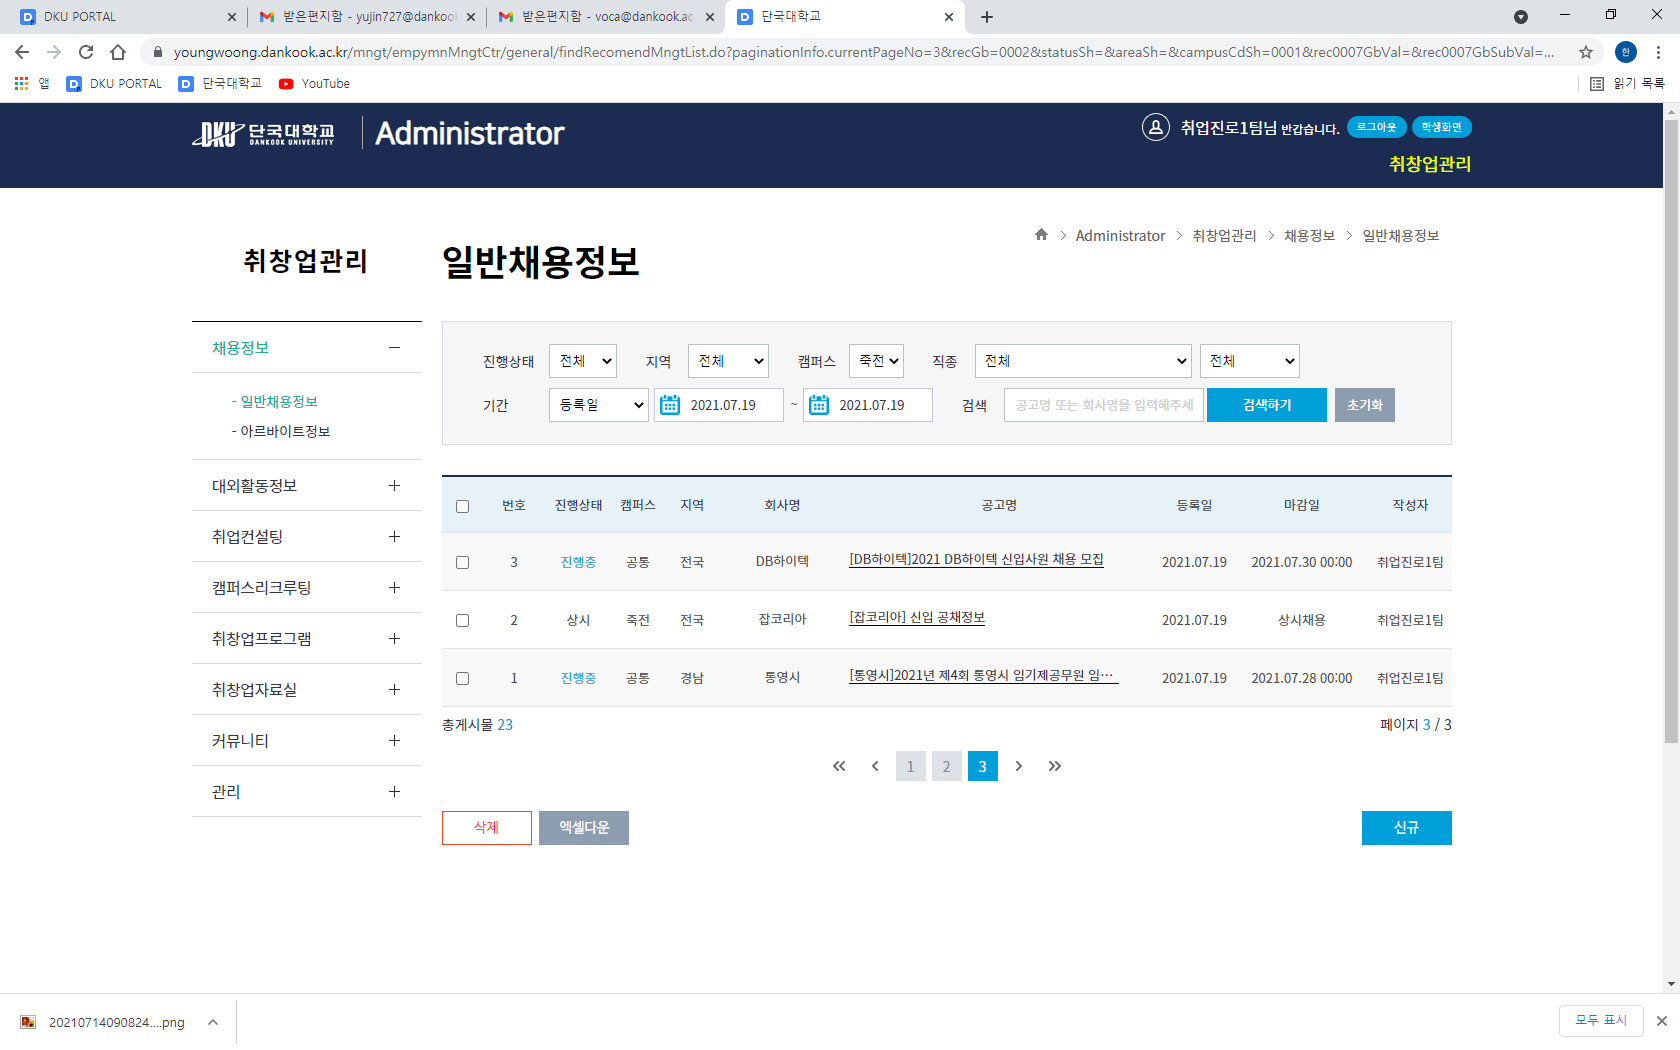 DKU PORTAL
받은편지함 - yujin727@dankook
받은편지함 - voca@dankook.ac.
단국대학교
youngwoong.dankook.ac.kr/mngt/empymnMngtCtr/general/findRecomendMngtList.do?paginationInfo.currentPageNo=3&recGb=0002&statusSh=&areaSh=&campusCdSh=0001&rec0007GbVal=&rec0007GbSubVal=...
한
앱
DKU PORTAL
단국대학교
YouTube
읽기 목록
DKU 단국대학교
DANKOOK UNIVERSITY
Administrator
취업진로1팀님 반갑습니다.
로그아웃
학생화면
취창업관리
Administrator > 취창업관리 > 채용정보 > 일반채용정보
취창업관리
일반채용정보
채용정보
- 일반채용정보
- 아르바이트정보
대외활동정보
취업컨설팅
캠퍼스리크루팅
취창업프로그램
취창업자료실
커뮤니티
관리
진행상태 전체 지역 전체 캠퍼스 죽전 직종 전체 전체
기간 등록일 2021.07.19 ~ 2021.07.19 검색 공고명 또는 회사명을 입력해주세 검색하기 초기화
번호 진행상태 캠퍼스 지역 회사명 공고명 등록일 마감일 작성자
3 진행중 공통 전국 DB하이텍 [DB하이텍]2021 DB하이텍 신입사원 채용 모집 2021.07.19 2021.07.30 00:00 취업진로1팀
2 상시 죽전 전국 잡코리아 [잡코리아] 신입 공채정보 2021.07.19 상시채용 취업진로1팀
1 진행중 공통 경남 통영시 [통영시]2021년 제4회 통영시 임기제공무원 임… 2021.07.19 2021.07.28 00:00 취업진로1팀
총게시물 23
페이지 3 / 3
1 2 3
삭제
엑셀다운
신규
20210714090824....png
모두 표시